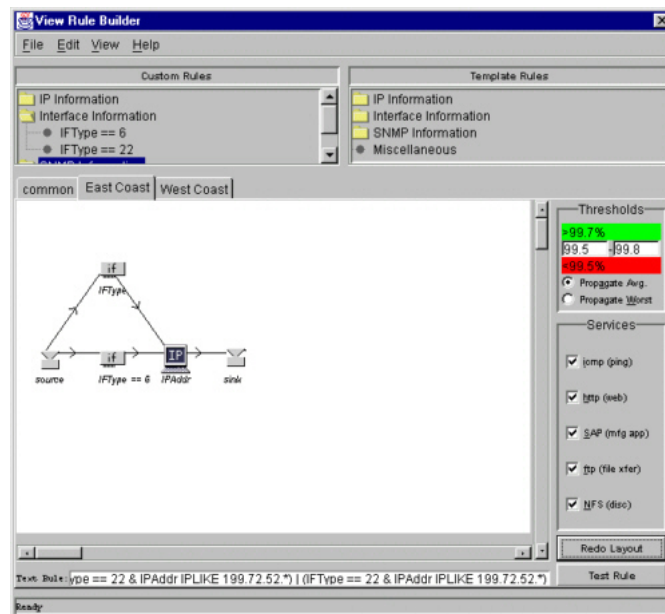 View Rule Builder
File Edit View Help
Custom Rules
Template Rules
IP Information
Interface Information
IFType == 6
IFType == 22
SNMP Information
IP Information
Interface Information
SNMP Information
Miscellaneous
common East Coast West Coast
if
IFType
source
if
IFType == 6
IP
IPAddr
sink
Thresholds
>99.7%
99.5 - 99.8
<99.5%
Propagate Avg.
Propagate Worst
Services
icmp (ping)
http (web)
SAP (mfg app)
ftp (file xfer)
NFS (disc)
Redo Layout
Test Rule
Text Rule: ype == 22 & IPAddr IPLIKE 199.72.52.*) | (IFType == 22 & IPAddr IPLIKE 199.72.52.*)
Ready